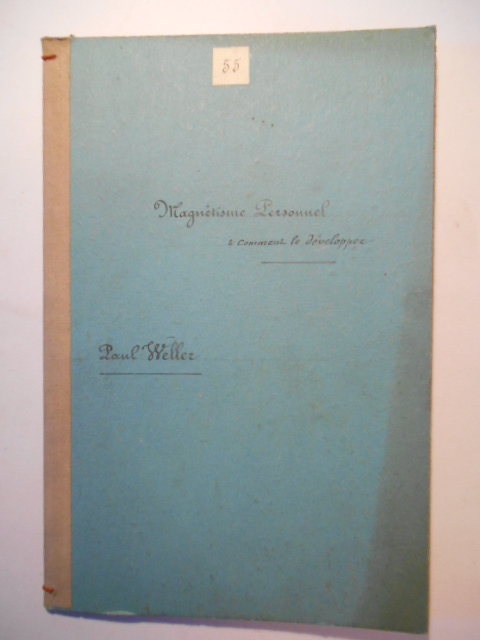 55
Magnétisme Personnel
& Comment le développer
Paul Weller